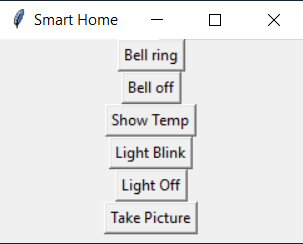 Smart Home
Bell ring
Bell off
Show Temp
Light Blink
Light Off
Take Picture